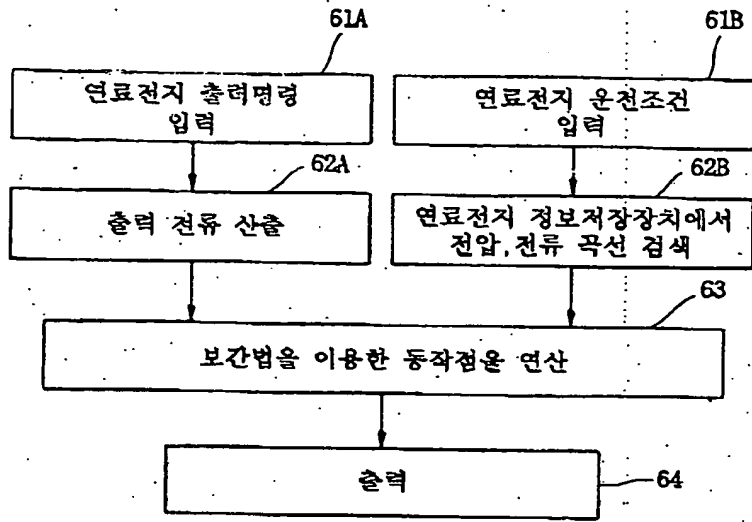 61A
61B
연료전지 출력명령
입력
연료전지 운전조건
입력
62A
62B
출력 전류 산출
연료전지 정보저장장치에서
전압,전류 곡선 검색
63
보간법을 이용한 동작점을 연산
출력
64